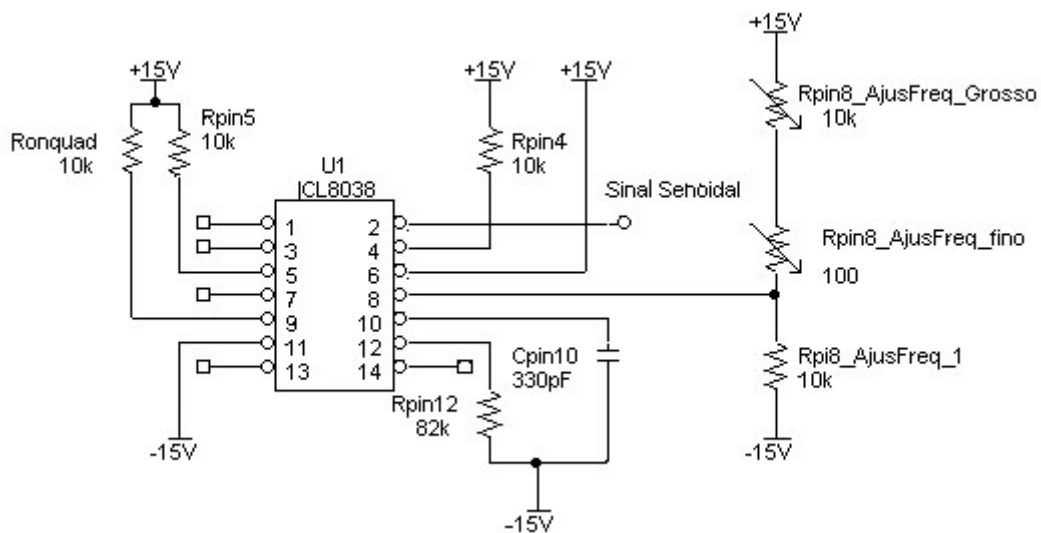 +15V
+15V
+15V
+15V
Rpin8_AjusFreq_Grosso
10k
Ronquad
10k
Rpin5
10k
Rpin4
10k
U1
ICL8038
Sinal Senoidal
1
2
3
4
5
6
7
8
9
10
11
12
13
14
Rpin8_AjusFreq_fino
100
Cpin10
330pF
Rpi8_AjusFreq_1
10k
Rpin12
82k
-15V
-15V
-15V